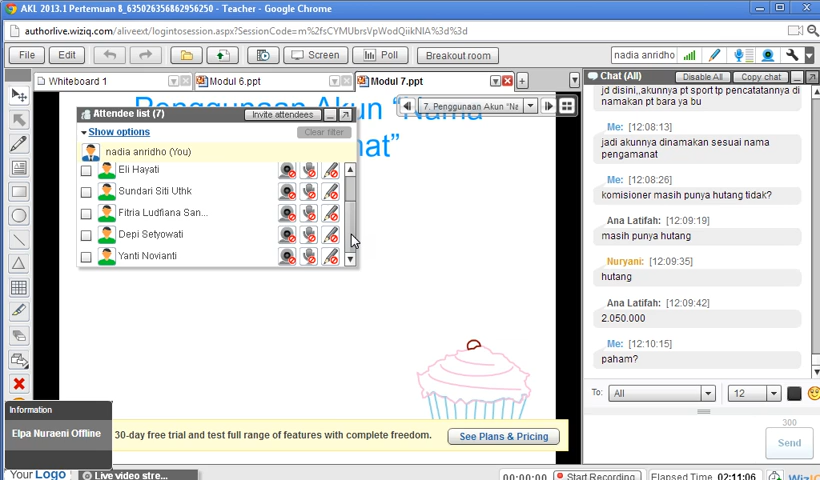 AKL 2013.1 Pertemuan 8_635026356862956250 - Teacher - Google Chrome
authorlive.wiziq.com/aliveext/logintosession.aspx?SessionCode=m%2fsCYMUbrsVpWodQiikNIA%3d%3d
File Edit Screen Poll Breakout room nadia anridho
Whiteboard 1 Modul 6.ppt Modul 7.ppt
Penggunaan Akun "Nama
7. Penggunaan Akun "Na
Attendee list (7) Invite attendees
Show options Clear filter
nadia anridho (You)
Eli Hayati
Sundari Siti Uthk
Fitria Ludfiana San...
Depi Setyowati
Yanti Novianti
Chat (All) Disable All Copy chat
jd disini,,akunnya pt sport tp pencatatannya di
namakan pt bara ya bu
Me: [12:08:13]
jadi akunnya dinamakan sesuai nama
pengamanat
Me: [12:08:26]
komisioner masih punya hutang tidak?
Ana Latifah: [12:09:19]
masih punya hutang
Nuryani: [12:09:35]
hutang
Ana Latifah: [12:09:42]
2.050.000
Me: [12:10:15]
paham?
To: All 12
300
Send
Information
Elpa Nuraeni Offline
30-day free trial and test full range of features with complete freedom. See Plans & Pricing
Your Logo Live video stre... 00:00:00 Start Recording Elapsed Time: 02:11:06